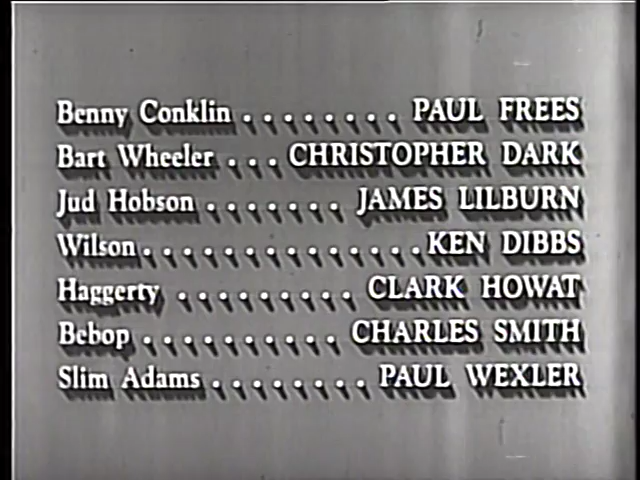 Benny Conklin ........ PAUL FREES
Bart Wheeler ... CHRISTOPHER DARK
Jud Hobson ....... JAMES LILBURN
Wilson .............. KEN DIBBS
Haggerty ......... CLARK HOWAT
Bebop .......... CHARLES SMITH
Slim Adams ........ PAUL WEXLER